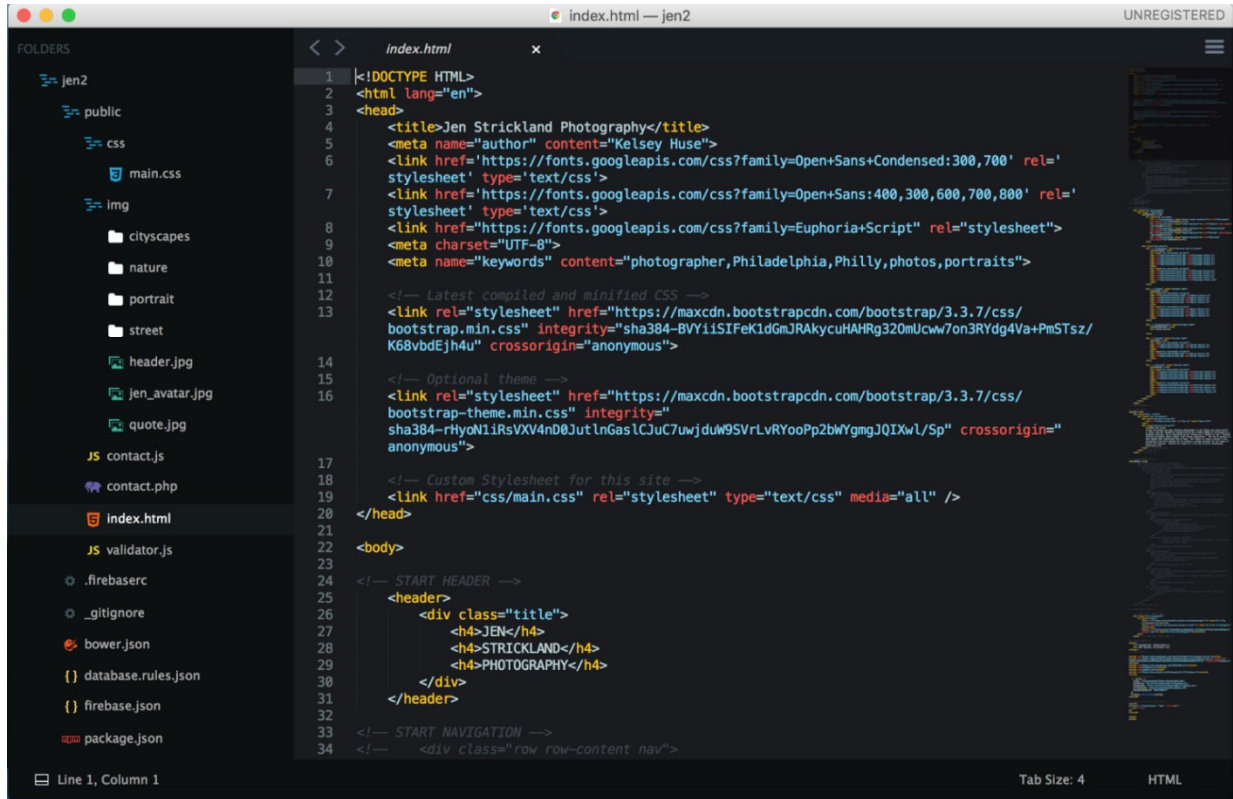 index.html — jen2
UNREGISTERED
FOLDERS
jen2
public
css
main.css
img
cityscapes
nature
portrait
street
header.jpg
jen_avatar.jpg
quote.jpg
JS contact.js
contact.php
index.html
JS validator.js
.firebaserc
_gitignore
bower.json
{ } database.rules.json
{ } firebase.json
package.json
index.html ×
1 <!DOCTYPE HTML>
2 <html lang="en">
3 <head>
4 <title>Jen Strickland Photography</title>
5 <meta name="author" content="Kelsey Huse">
6 <link href='https://fonts.googleapis.com/css?family=Open+Sans+Condensed:300,700' rel='
stylesheet' type='text/css'>
7 <link href='https://fonts.googleapis.com/css?family=Open+Sans:400,300,600,700,800' rel='
stylesheet' type='text/css'>
8 <link href="https://fonts.googleapis.com/css?family=Euphoria+Script" rel="stylesheet">
9 <meta charset="UTF-8">
10 <meta name="keywords" content="photographer,Philadelphia,Philly,photos,portraits">
11
12 <!-- Latest compiled and minified CSS -->
13 <link rel="stylesheet" href="https://maxcdn.bootstrapcdn.com/bootstrap/3.3.7/css/
bootstrap.min.css" integrity="sha384-BVYiiSIFeK1dGmJRAkycuHAHRg32OmUcww7on3RYdg4Va+PmSTsz/
K68vbdEjh4u" crossorigin="anonymous">
14
15 <!-- Optional theme -->
16 <link rel="stylesheet" href="https://maxcdn.bootstrapcdn.com/bootstrap/3.3.7/css/
bootstrap-theme.min.css" integrity="
sha384-rHyoN1iRsVXV4nD0JutlnGaslCJuC7uwjduW9SVrLvRYooPp2bWYgmgJQIXwl/Sp" crossorigin="
anonymous">
17
18 <!-- Custom Stylesheet for this site -->
19 <link href="css/main.css" rel="stylesheet" type="text/css" media="all" />
20 </head>
21
22 <body>
23
24 <!-- START HEADER -->
25 <header>
26 <div class="title">
27 <h4>JEN</h4>
28 <h4>STRICKLAND</h4>
29 <h4>PHOTOGRAPHY</h4>
30 </div>
31 </header>
32
33 <!-- START NAVIGATION -->
34 <!-- <div class="row row-content nav">
Line 1, Column 1
Tab Size: 4
HTML